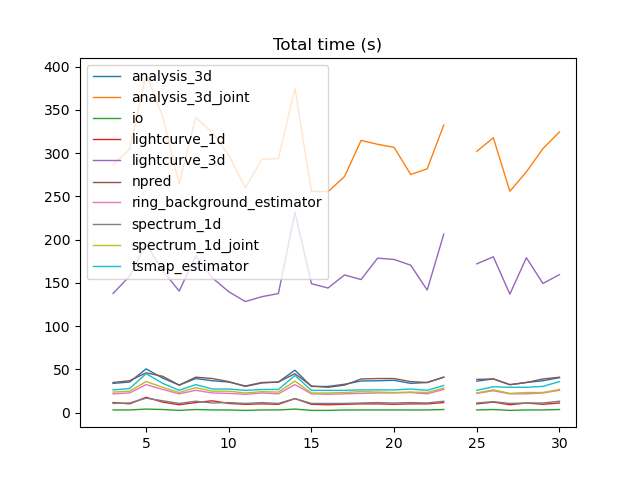 Total time (s)
400
350
300
250
200
150
100
50
0
analysis_3d
analysis_3d_joint
io
lightcurve_1d
lightcurve_3d
npred
ring_background_estimator
spectrum_1d
spectrum_1d_joint
tsmap_estimator
5 10 15 20 25 30